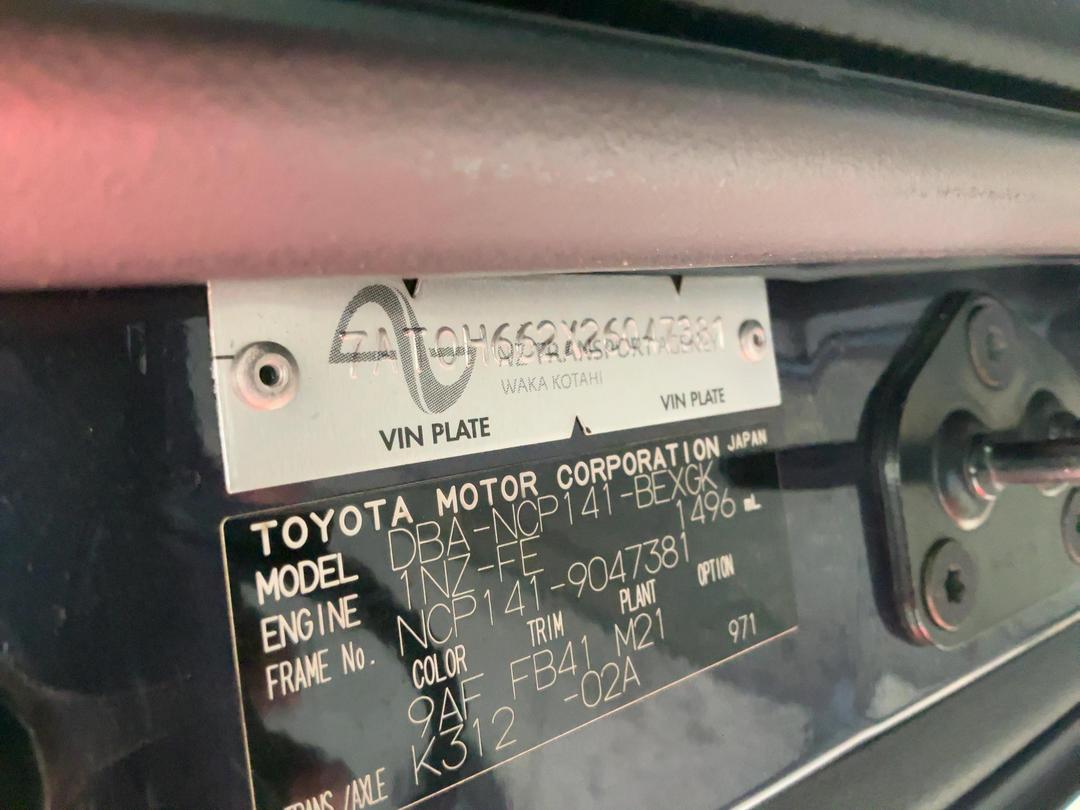 7AT0H662X26047381
NZ TRANSPORT AGENCY
WAKA KOTAHI
VIN PLATE VIN PLATE
TOYOTA MOTOR CORPORATION JAPAN
MODEL DBA-NCP141-BEXGK
ENGINE 1NZ-FE 1496 mL
FRAME No. NCP141-9047381
COLOR TRIM PLANT OPTION
9AF FB41 M21 971
TRANS/AXLE K312 -02A